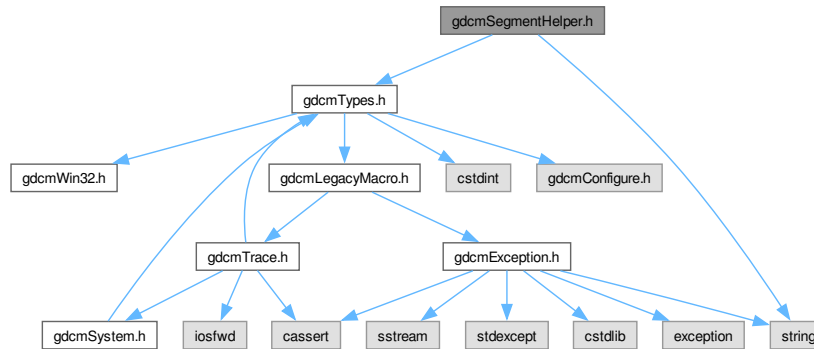 gdcmSegmentHelper.h
gdcmTypes.h
gdcmWin32.h
gdcmLegacyMacro.h
cstdint
gdcmConfigure.h
gdcmTrace.h
gdcmException.h
gdcmSystem.h
iosfwd
cassert
sstream
stdexcept
cstdlib
exception
string